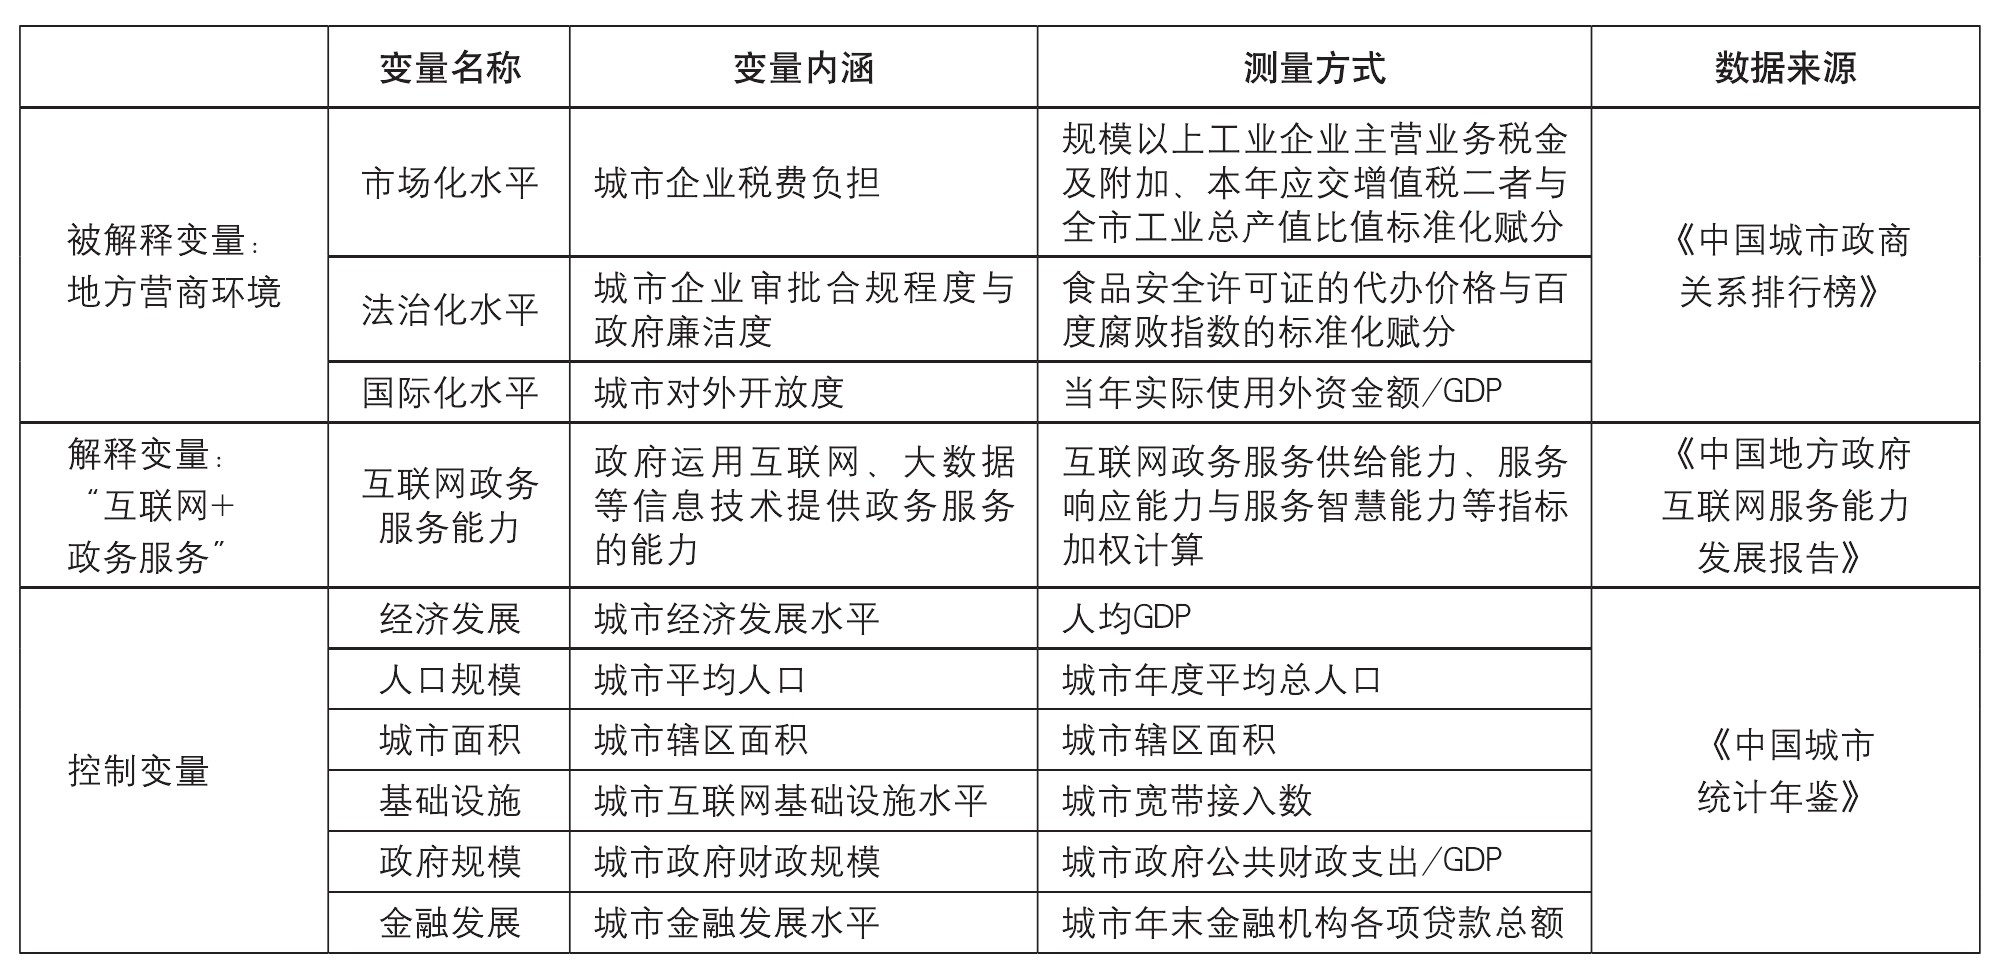 变量名称 变量内涵 测量方式 数据来源
被解释变量：
地方营商环境
市场化水平
城市企业税费负担
规模以上工业企业主营业务税金
及附加、本年应交增值税二者与
全市工业总产值比值标准化赋分
法治化水平
城市企业审批合规程度与
政府廉洁度
食品安全许可证的代办价格与百
度腐败指数的标准化赋分
国际化水平
城市对外开放度
当年实际使用外资金额/GDP
《中国城市政商
关系排行榜》
解释变量：
“互联网+
政务服务”
互联网政务
服务能力
政府运用互联网、大数据
等信息技术提供政务服务
的能力
互联网政务服务供给能力、服务
响应能力与服务智慧能力等指标
加权计算
《中国地方政府
互联网服务能力
发展报告》
控制变量
经济发展
城市经济发展水平
人均GDP
人口规模
城市平均人口
城市年度平均总人口
城市面积
城市辖区面积
城市辖区面积
基础设施
城市互联网基础设施水平
城市宽带接入数
政府规模
城市政府财政规模
城市政府公共财政支出/GDP
金融发展
城市金融发展水平
城市年末金融机构各项贷款总额
《中国城市
统计年鉴》